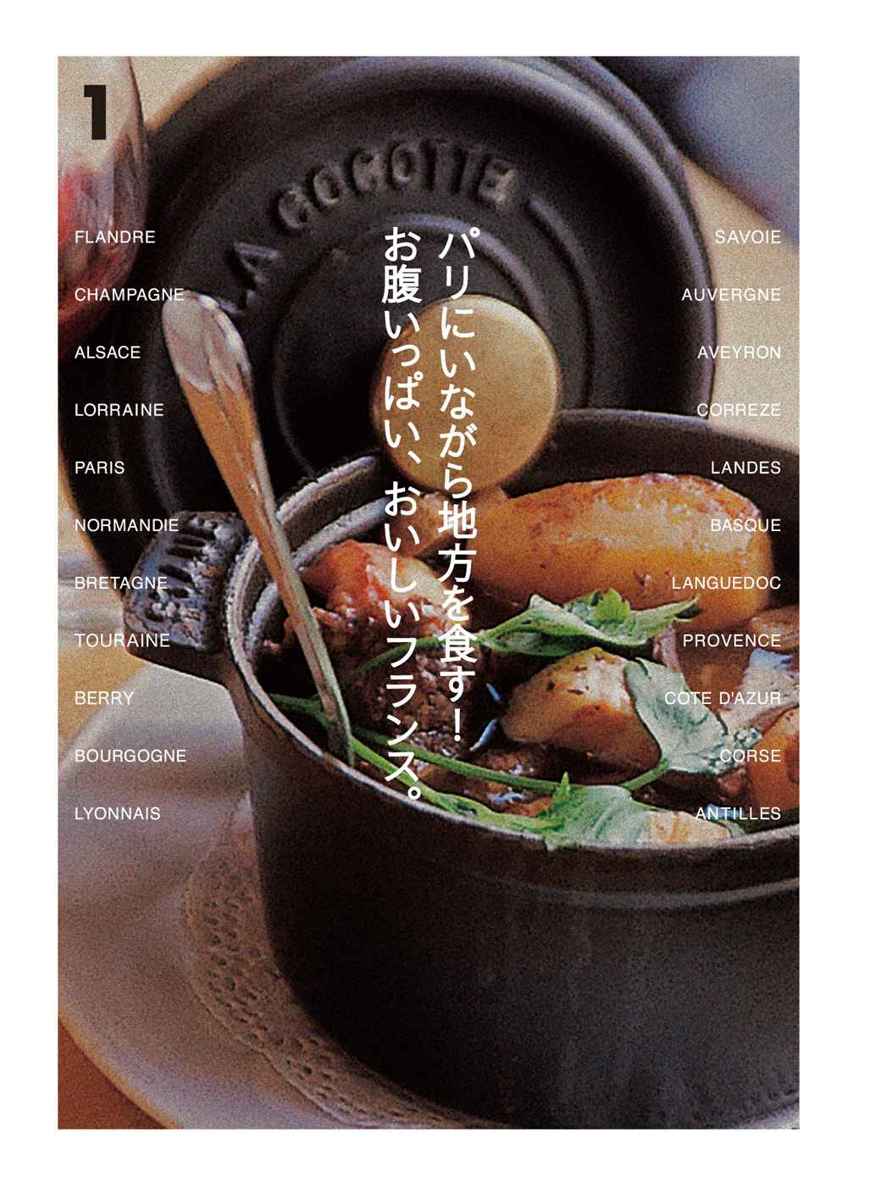 1
LA COCOTTE
パリにいながら地方を食す！
お腹いっぱい、おいしいフランス。
FLANDRE
CHAMPAGNE
ALSACE
LORRAINE
PARIS
NORMANDIE
BRETAGNE
TOURAINE
BERRY
BOURGOGNE
LYONNAIS
SAVOIE
AUVERGNE
AVEYRON
CORREZE
LANDES
BASQUE
LANGUEDOC
PROVENCE
COTE D'AZUR
CORSE
ANTILLES